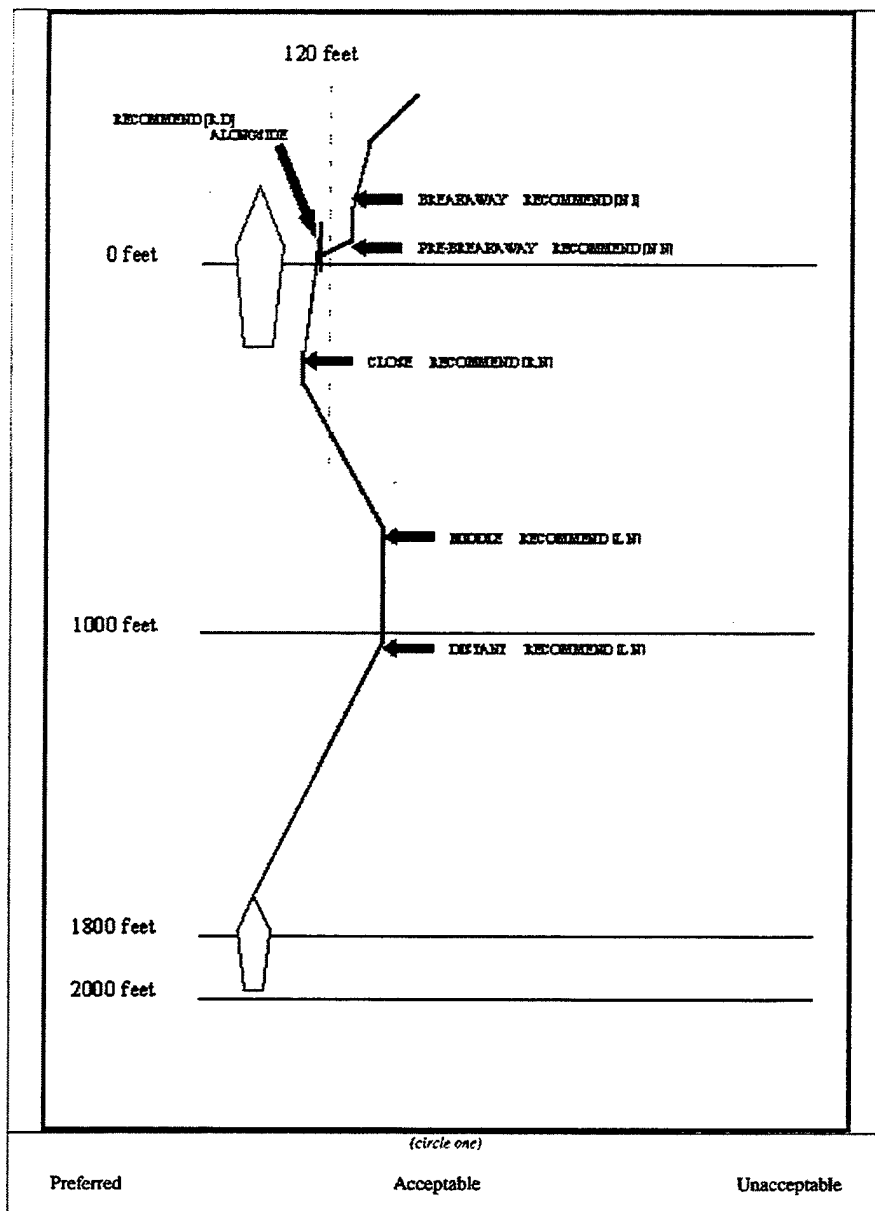 120 feet
RECOMMEND[R,D]
ALONGSIDE
BREAKAWAY RECOMMEND[N,I]
0 feet
PRE-BREAKAWAY RECOMMEND[N,N]
CLOSE RECOMMEND[R,N]
MIDDLE RECOMMEND[L,N]
1000 feet
DISTANT RECOMMEND[L,N]
1800 feet
2000 feet
(circle one)
Preferred Acceptable Unacceptable